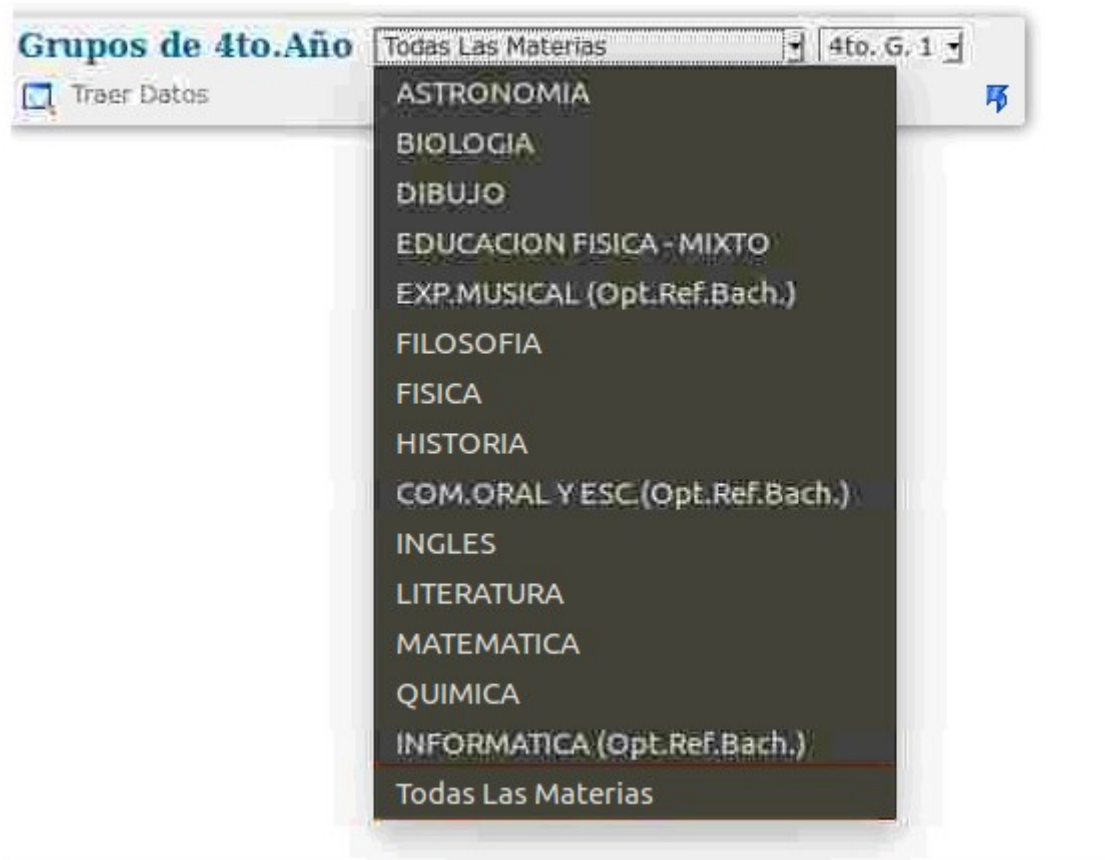 Grupos de 4to.Año Todas Las Materias 4to. G. 1
Traer Datos
ASTRONOMIA
BIOLOGIA
DIBUJO
EDUCACION FISICA - MIXTO
EXP.MUSICAL (Opt.Ref.Bach.)
FILOSOFIA
FISICA
HISTORIA
COM.ORAL Y ESC.(Opt.Ref.Bach.)
INGLES
LITERATURA
MATEMATICA
QUIMICA
INFORMATICA (Opt.Ref.Bach.)
Todas Las Materias